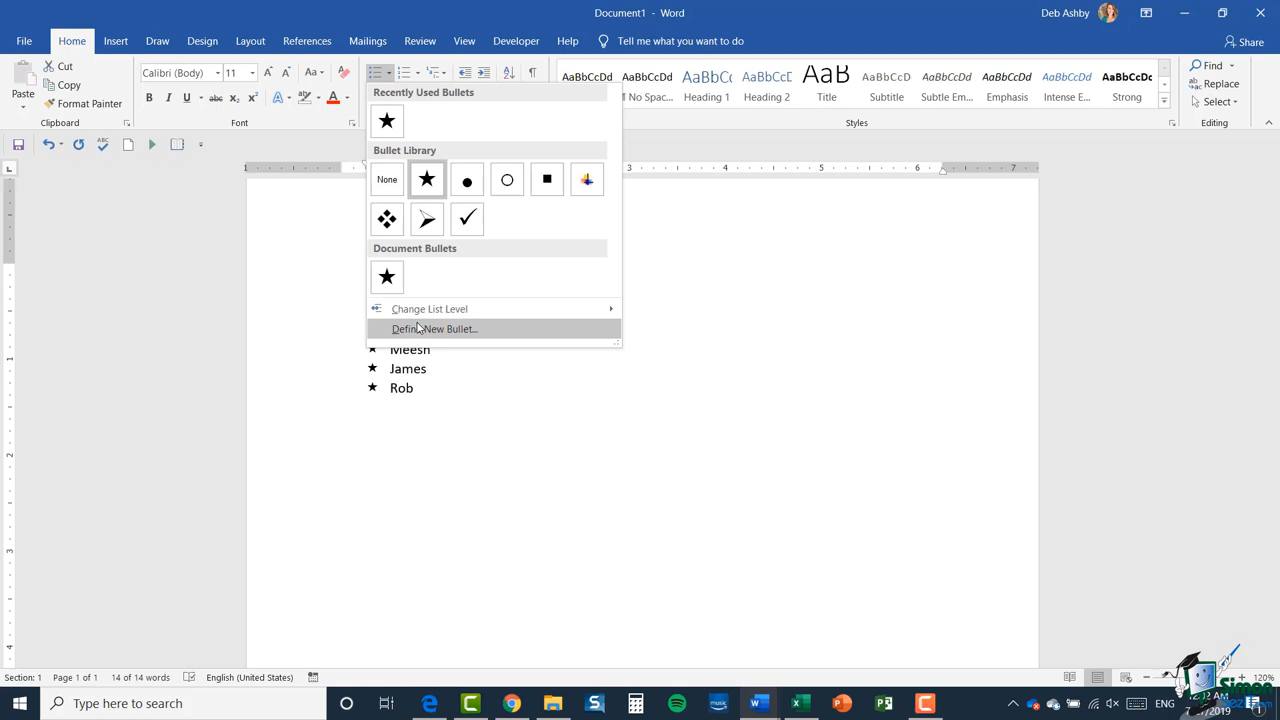 Document1 - Word
Deb Ashby
File Home Insert Draw Design Layout References Mailings Review View Developer Help Tell me what you want to do Share
Paste
Cut
Copy
Format Painter
Calibri (Body) 11
Clipboard
Font
AaBbCcDd AaBbCcDd AaBbCc AaBbCcD AaB AaBbCcD AaBbCcDd AaBbCcDd AaBbCcDd AaBbCcDc
No Spac... Heading 1 Heading 2 Title Subtitle Subtle Em... Emphasis Intense E... Strong
Styles
Find
Replace
Select
Editing
Recently Used Bullets
Bullet Library
None
Document Bullets
Change List Level
Define New Bullet...
Meesh
James
Rob
Section: 1 Page 1 of 1 14 of 14 words English (United States) 120%
Type here to search
ENG